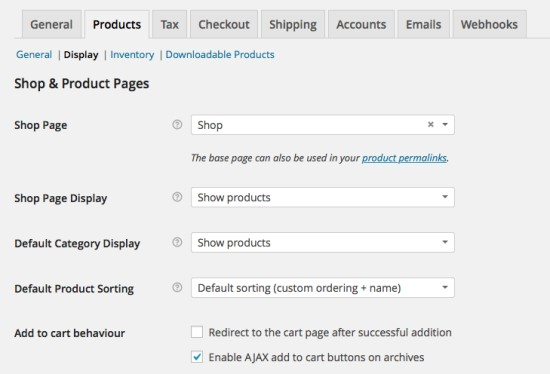 General Products Tax Checkout Shipping Accounts Emails Webhooks
General | Display | Inventory | Downloadable Products
Shop & Product Pages
Shop Page Shop
The base page can also be used in your product permalinks.
Shop Page Display Show products
Default Category Display Show products
Default Product Sorting Default sorting (custom ordering + name)
Add to cart behaviour Redirect to the cart page after successful addition
Enable AJAX add to cart buttons on archives